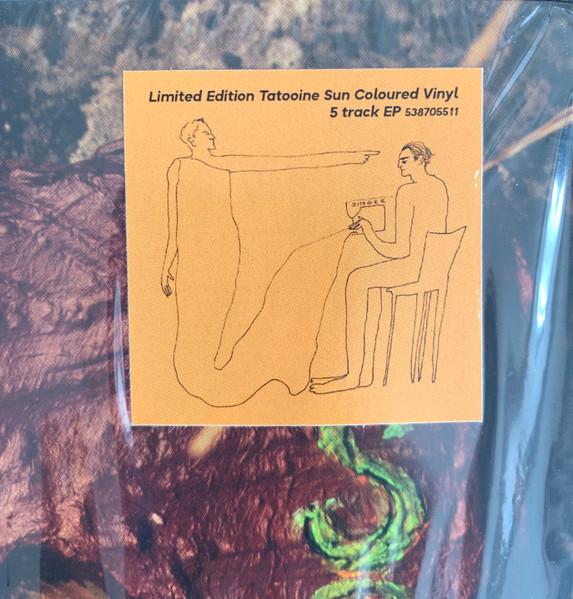 Limited Edition Tatooine Sun Coloured Vinyl
5 track EP 538705511
SINGER